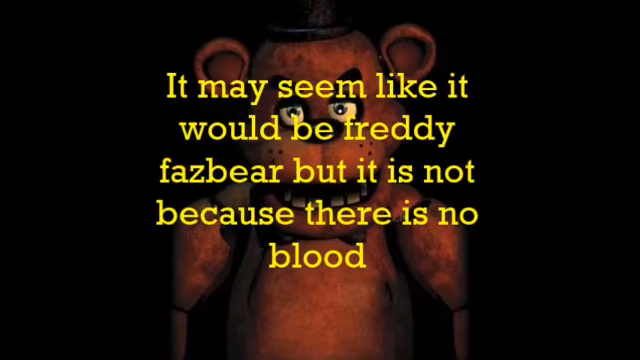 It may seem like it
would be freddy
fazbear but it is not
because there is no
blood